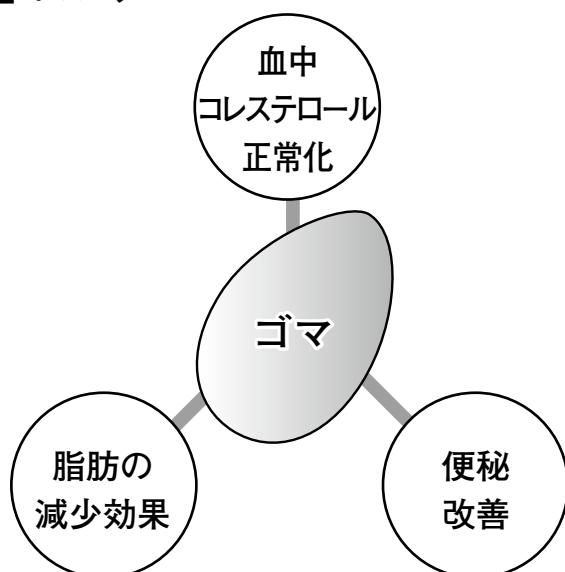 血中
コレステロール
正常化
ゴマ
脂肪の
減少効果
便秘
改善